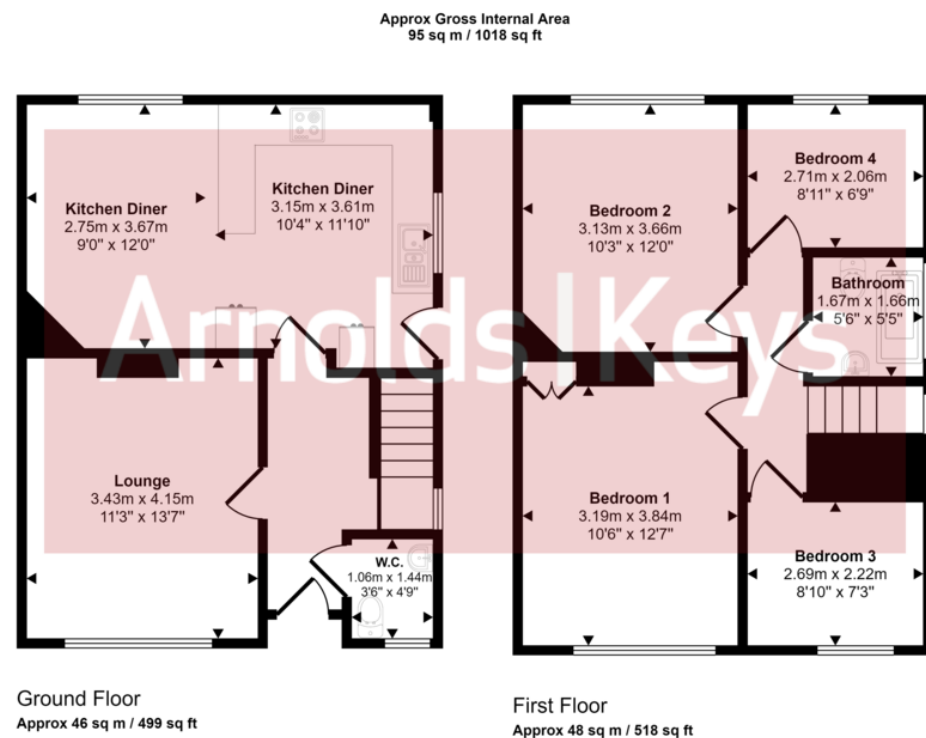 Approx Gross Internal Area
95 sq m / 1018 sq ft
Kitchen Diner
2.75m x 3.67m
9'0" x 12'0"
Kitchen Diner
3.15m x 3.61m
10'4" x 11'10"
Lounge
3.43m x 4.15m
11'3" x 13'7"
W.C.
1.06m x 1.44m
3'6" x 4'9"
Ground Floor
Approx 46 sq m / 499 sq ft
Bedroom 2
3.13m x 3.66m
10'3" x 12'0"
Bedroom 4
2.71m x 2.06m
8'11" x 6'9"
Bathroom
1.67m x 1.66m
5'6" x 5'5"
Bedroom 1
3.19m x 3.84m
10'6" x 12'7"
Bedroom 3
2.69m x 2.22m
8'10" x 7'3"
First Floor
Approx 48 sq m / 518 sq ft
Arnolds|Keys